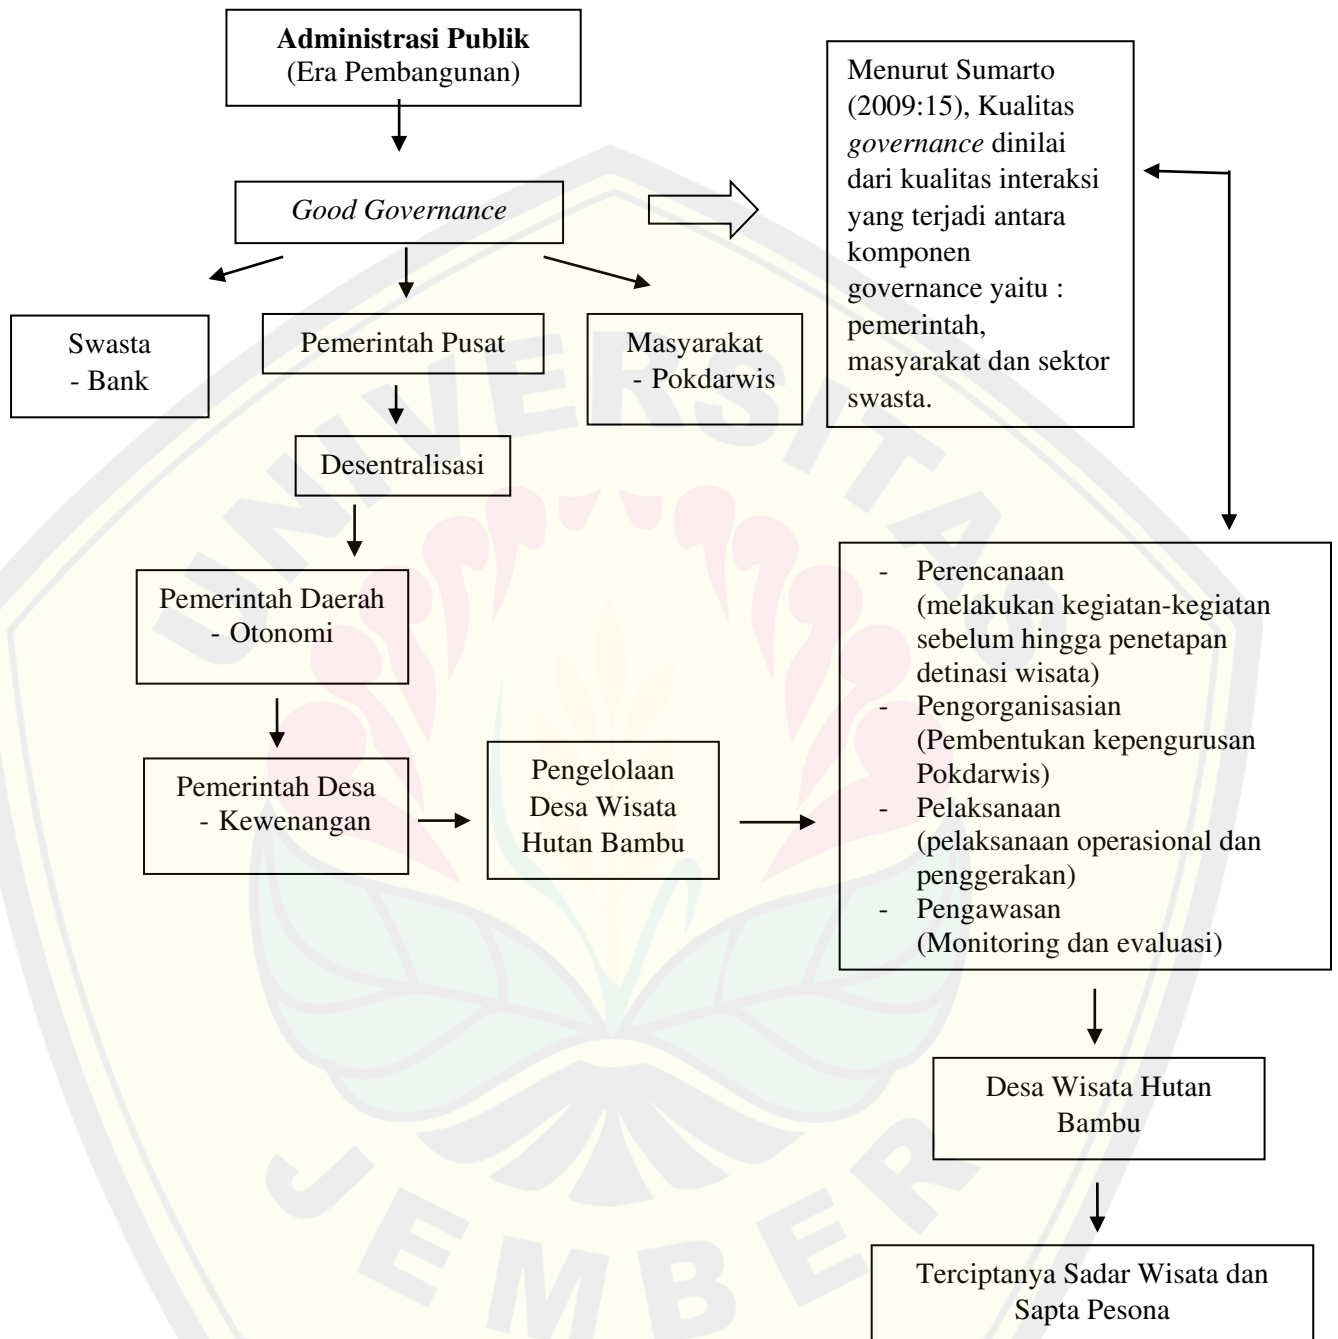 Administrasi Publik
(Era Pembangunan)
Menurut Sumarto
(2009:15), Kualitas
governance dinilai
dari kualitas interaksi
yang terjadi antara
komponen
governance yaitu :
pemerintah,
masyarakat dan sektor
swasta.
Good Governance
Swasta
- Bank
Pemerintah Pusat
Masyarakat
- Pokdarwis
Desentralisasi
Pemerintah Daerah
- Otonomi
Pemerintah Desa
- Kewenangan
Pengelolaan
Desa Wisata
Hutan Bambu
- Perencanaan
(melakukan kegiatan-kegiatan
sebelum hingga penetapan
detinasi wisata)
- Pengorganisasian
(Pembentukan kepengurusan
Pokdarwis)
- Pelaksanaan
(pelaksanaan operasional dan
penggerakan)
- Pengawasan
(Monitoring dan evaluasi)
Desa Wisata Hutan
Bambu
Terciptanya Sadar Wisata dan
Sapta Pesona
UNIVERSITAS
JEMBER